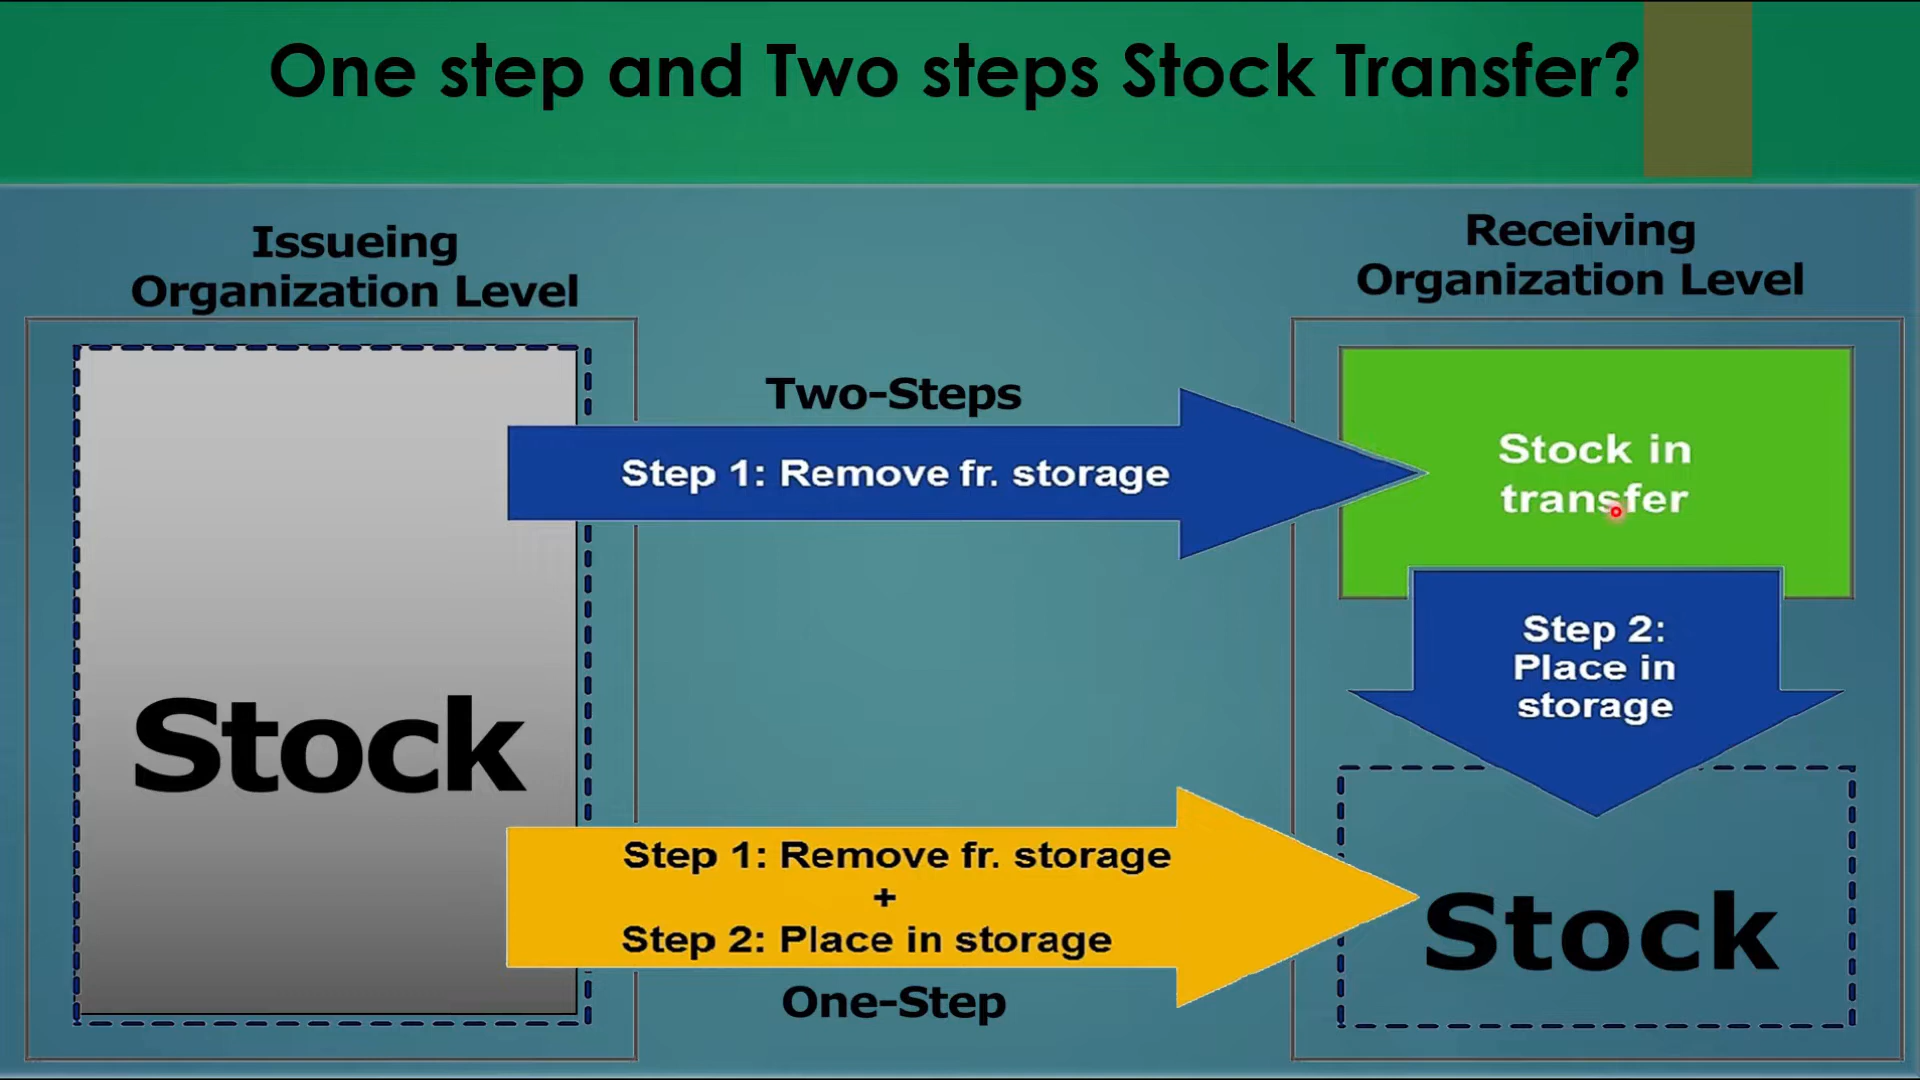 One step and Two steps Stock Transfer?
Issueing
Organization Level
Receiving
Organization Level
Two-Steps
Step 1: Remove fr. storage
Stock in
transfer
Step 2:
Place in
storage
Stock
Step 1: Remove fr. storage
+
Step 2: Place in storage
One-Step
Stock